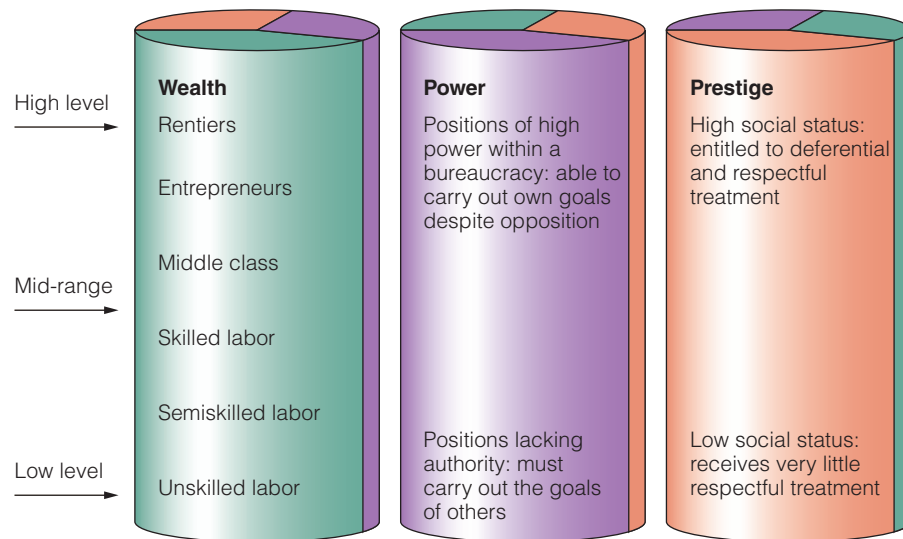 High level
Mid-range
Low level
Wealth
Rentiers
Entrepreneurs
Middle class
Skilled labor
Semiskilled labor
Unskilled labor
Power
Positions of high
power within a
bureaucracy: able to
carry out own goals
despite opposition
Positions lacking
authority: must
carry out the goals
of others
Prestige
High social status:
entitled to deferential
and respectful
treatment
Low social status:
receives very little
respectful treatment